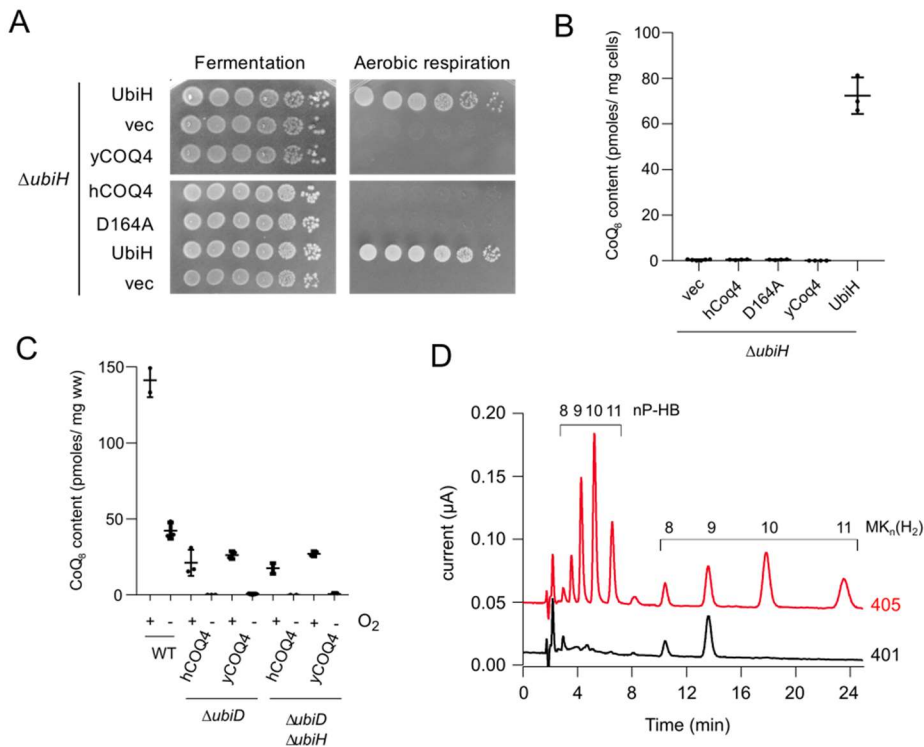 A
Fermentation Aerobic respiration
ΔubiH
UbiH
vec
yCOQ4
hCOQ4
D164A
UbiH
vec
B
CoQ8 content (pmoles/ mg cells)
100
80
60
40
20
0
vec
hCoq4
D164A
yCoq4
UbiH
ΔubiH
C
CoQ8 content (pmoles/ mg ww)
150
100
50
0
+ - + - + - + - + - O2
WT
hCOQ4
yCOQ4
hCOQ4
yCOQ4
ΔubiD
ΔubiD
ΔubiH
D
current (µA)
0.20
0.15
0.10
0.05
0.00
8 9 10 11 nP-HB
8 9 10 11 MKn(H2)
405
401
0 4 8 12 16 20 24
Time (min)